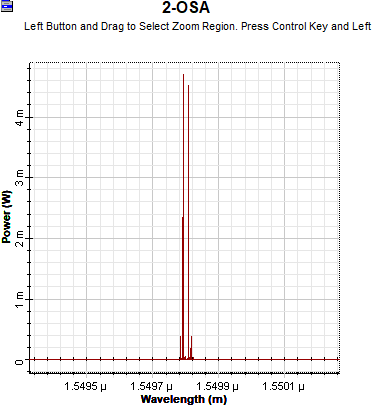 2-OSA
Left Button and Drag to Select Zoom Region. Press Control Key and Left
Power (W)
4 m
3 m
2 m
1 m
0
1.5495 µ 1.5497 µ 1.5499 µ 1.5501 µ
Wavelength (m)